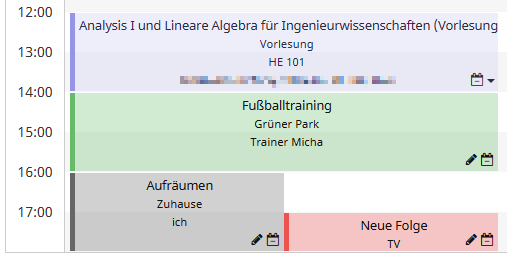 12:00
Analysis I und Lineare Algebra für Ingenieurwissenschaften (Vorlesung
Vorlesung
13:00
HE 101
14:00
Fußballtraining
Grüner Park
15:00
Trainer Micha
16:00
Aufräumen
Zuhause
ich
17:00
Neue Folge
TV